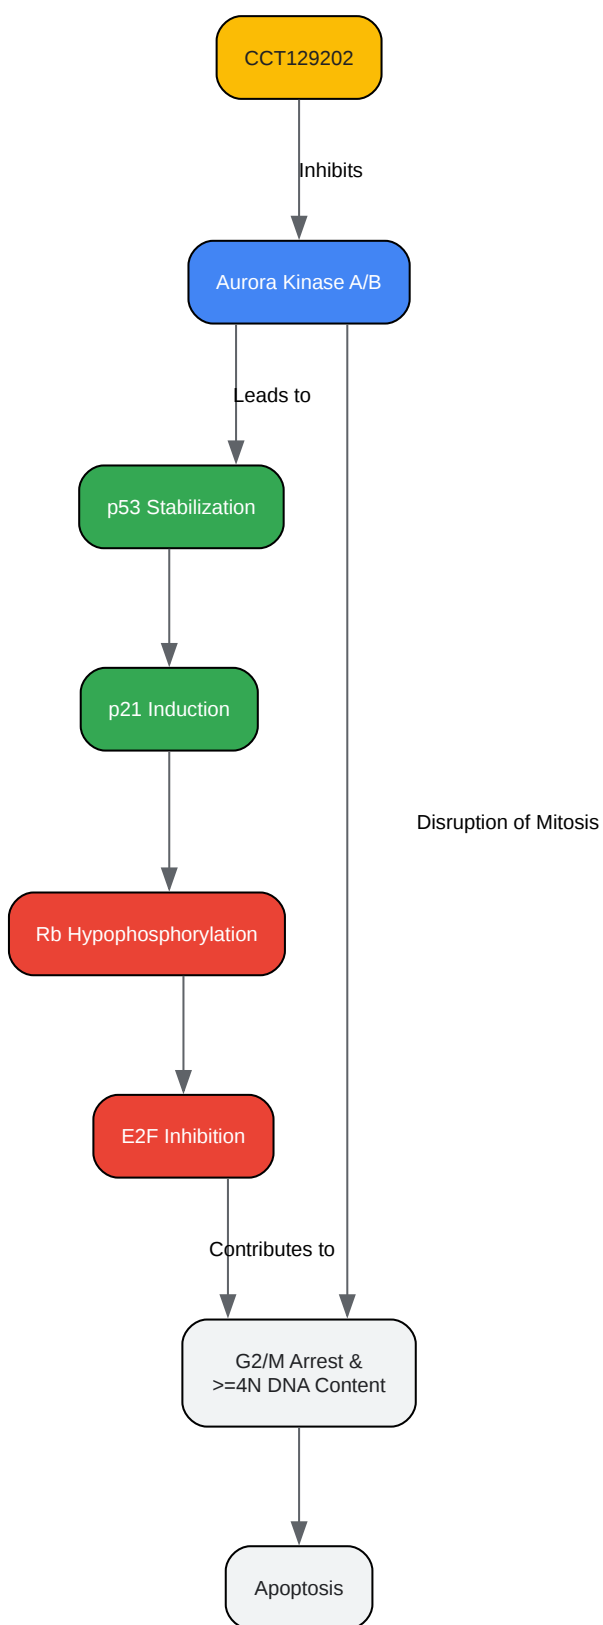 CCT129202
Inhibits
Aurora Kinase A/B
Leads to
p53 Stabilization
p21 Induction
Disruption of Mitosis
Rb Hypophosphorylation
E2F Inhibition
Contributes to
G2/M Arrest &
>=4N DNA Content
Apoptosis